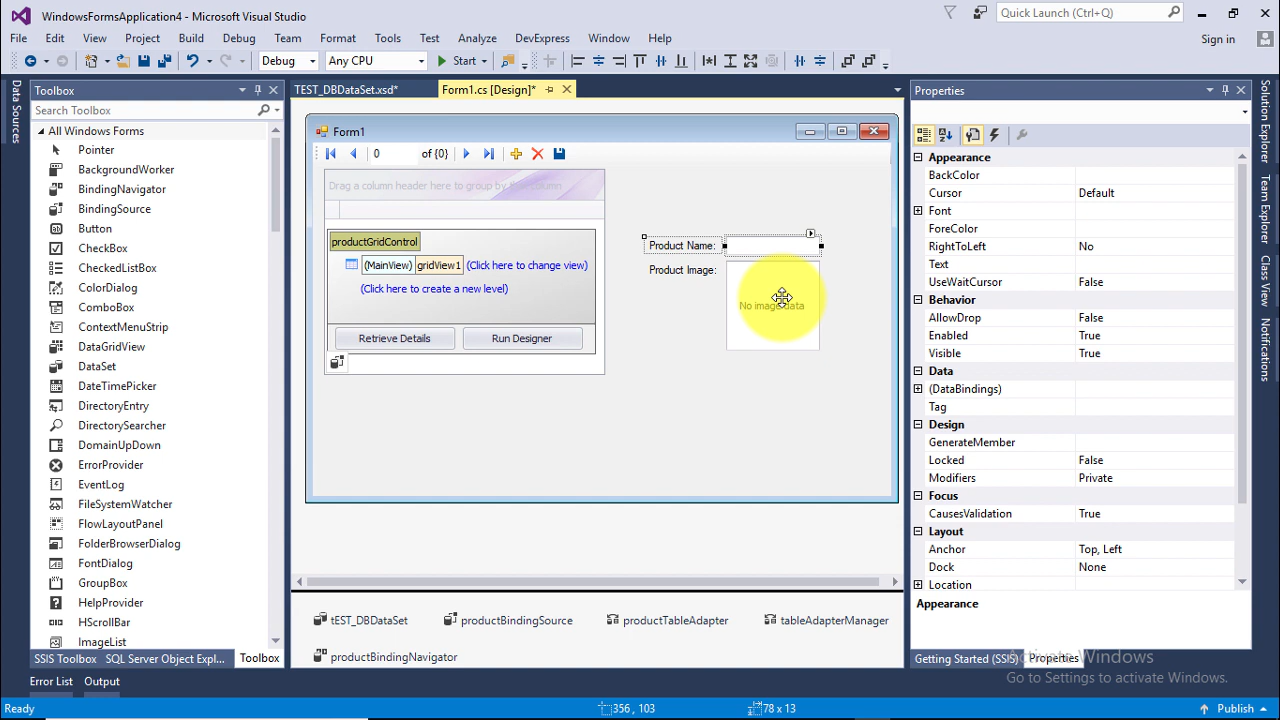 WindowsFormsApplication4 - Microsoft Visual Studio
Quick Launch (Ctrl+Q)
File Edit View Project Build Debug Team Format Tools Test Analyze DevExpress Window Help
Sign in
Debug Any CPU Start
Data Sources
Toolbox
Search Toolbox
All Windows Forms
Pointer
BackgroundWorker
BindingNavigator
BindingSource
Button
CheckBox
CheckedListBox
ColorDialog
ComboBox
ContextMenuStrip
DataGridView
DataSet
DateTimePicker
DirectoryEntry
DirectorySearcher
DomainUpDown
ErrorProvider
EventLog
FileSystemWatcher
FlowLayoutPanel
FolderBrowserDialog
FontDialog
GroupBox
HelpProvider
HScrollBar
ImageList
SSIS Toolbox SQL Server Object Expl... Toolbox
TEST_DBDataSet.xsd* Form1.cs [Design]*
Form1
0 of {0}
Drag a column header here to group by that column
productGridControl
(MainView) gridView1 (Click here to change view)
(Click here to create a new level)
Retrieve Details Run Designer
Product Name:
Product Image:
No image data
tEST_DBDataSet productBindingSource productTableAdapter tableAdapterManager
productBindingNavigator
Properties
Appearance
BackColor
Cursor Default
Font
ForeColor
RightToLeft No
Text
UseWaitCursor False
Behavior
AllowDrop False
Enabled True
Visible True
Data
(DataBindings)
Tag
Design
GenerateMember
Locked False
Modifiers Private
Focus
CausesValidation True
Layout
Anchor Top, Left
Dock None
Location
Appearance
Getting Started (SSIS) Properties
Solution Explorer
Team Explorer
Class View
Notifications
Activate Windows
Go to Settings to activate Windows.
Error List Output
Ready 356 , 103 78 x 13 Publish